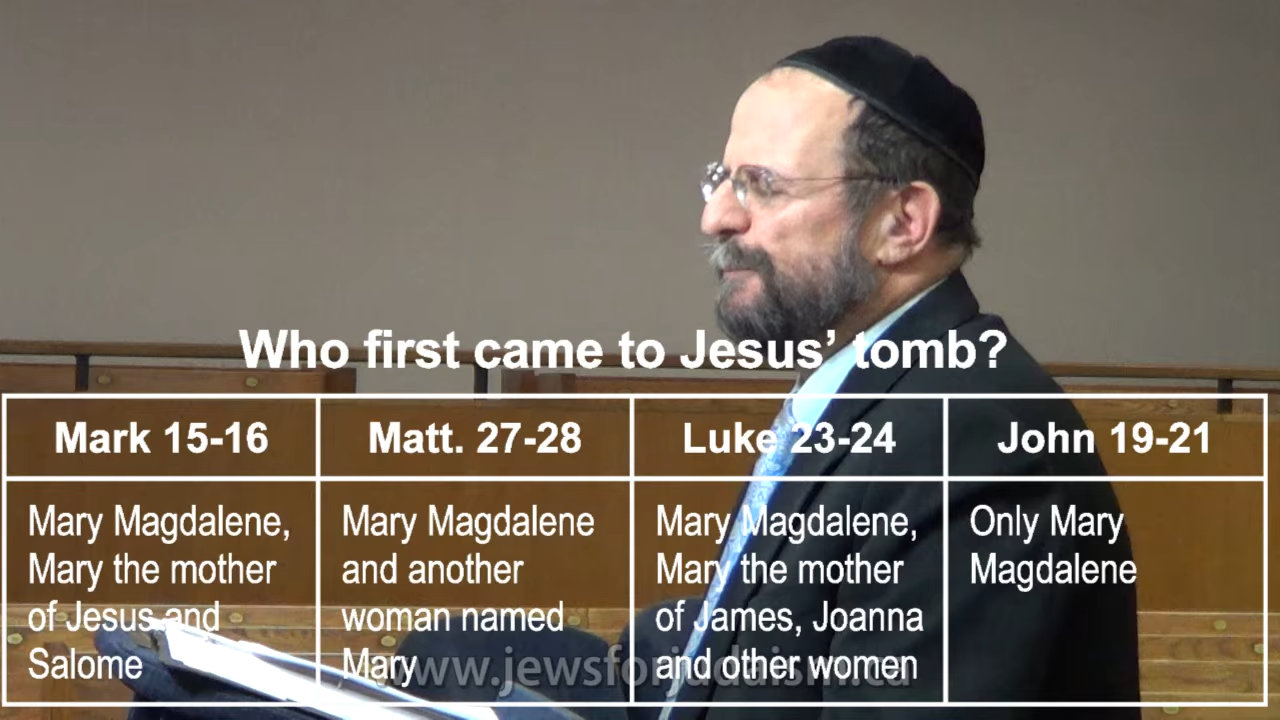 Who first came to Jesus’ tomb?
Mark 15-16
Matt. 27-28
Luke 23-24
John 19-21
Mary Magdalene,
Mary the mother
of Jesus and
Salome
Mary Magdalene
and another
woman named
Mary
Mary Magdalene,
Mary the mother
of James, Joanna
and other women
Only Mary
Magdalene
www.jewsforjudaism.ca